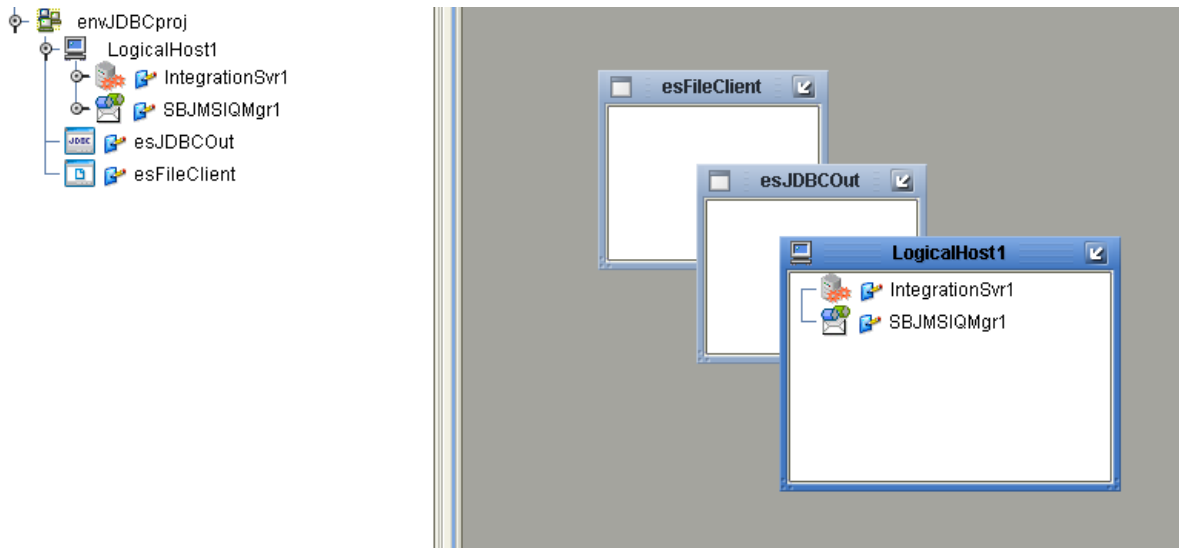 envJDBCproj
LogicalHost1
IntegrationSvr1
SBJMSIQMgr1
JDBC
esJDBCOut
esFileClient
esFileClient
esJDBCOut
LogicalHost1
IntegrationSvr1
SBJMSIQMgr1